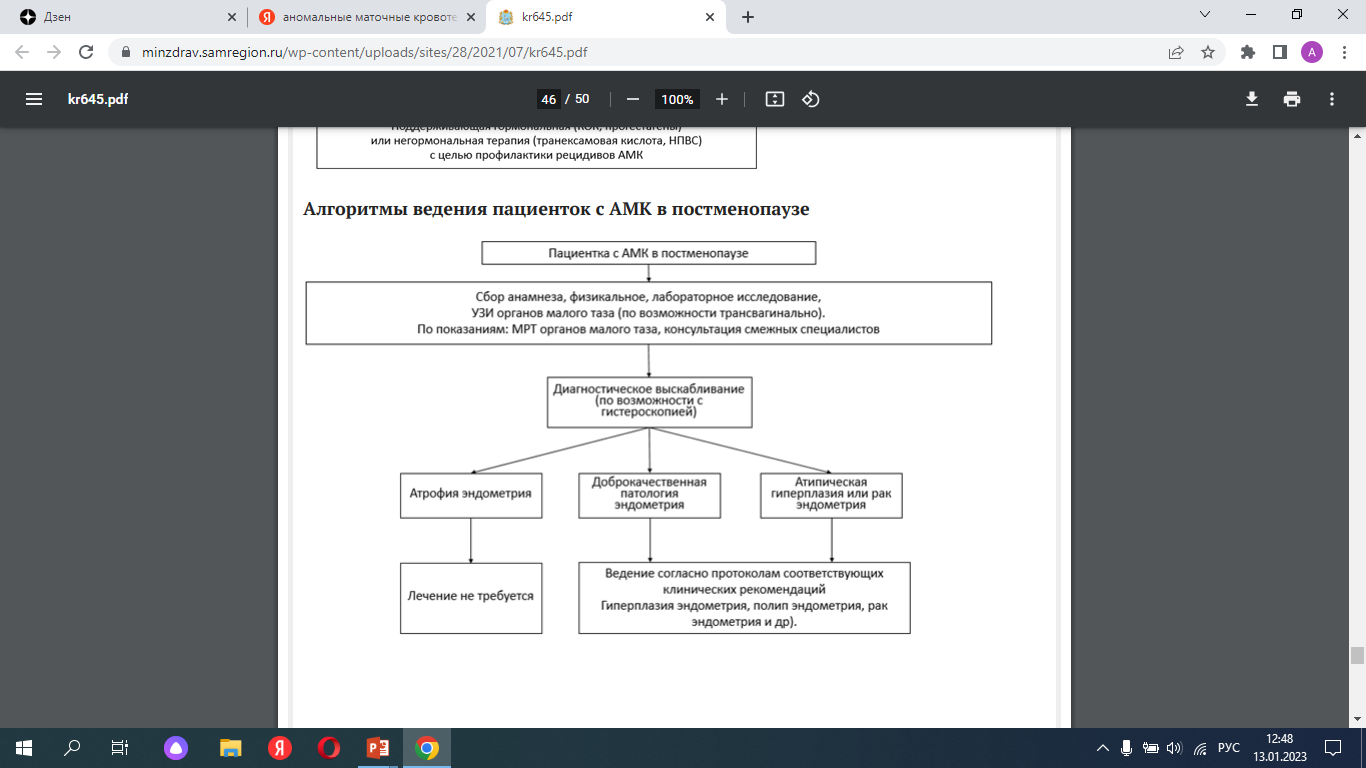 Дзен
аномальные маточные кровоте
kr645.pdf
minzdrav.samregion.ru/wp-content/uploads/sites/28/2021/07/kr645.pdf
A
kr645.pdf
46 / 50
100%
Поддерживающая гормональная (КОК, прогестагены)
или негормональная терапия (транексамовая кислота, НПВС)
с целью профилактики рецидивов АМК
Алгоритмы ведения пациенток с АМК в постменопаузе
Пациентка с АМК в постменопаузе
Сбор анамнеза, физикальное, лабораторное исследование,
УЗИ органов малого таза (по возможности трансвагинально).
По показаниям: МРТ органов малого таза, консультация смежных специалистов
Диагностическое выскабливание
(по возможности с
гистероскопией)
Атрофия эндометрия
Доброкачественная
патология
эндометрия
Атипическая
гиперплазия или рак
эндометрия
Лечение не требуется
Ведение согласно протоколам соответствующих
клинических рекомендаций
Гиперплазия эндометрия, полип эндометрия, рак
эндометрия и др).
РУС
12:48
13.01.2023